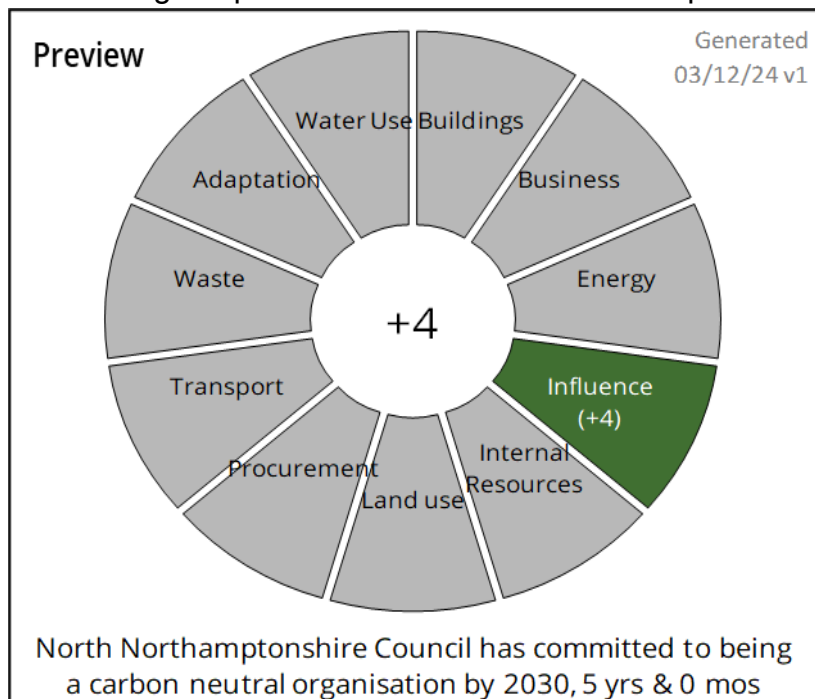 Preview
Generated
03/12/24 v1
Water Use
Buildings
Adaptation
Business
Waste
Energy
+4
Transport
Influence
(+4)
Procurement
Internal
Resources
Land use
North Northamptonshire Council has committed to being
a carbon neutral organisation by 2030, 5 yrs & 0 mos